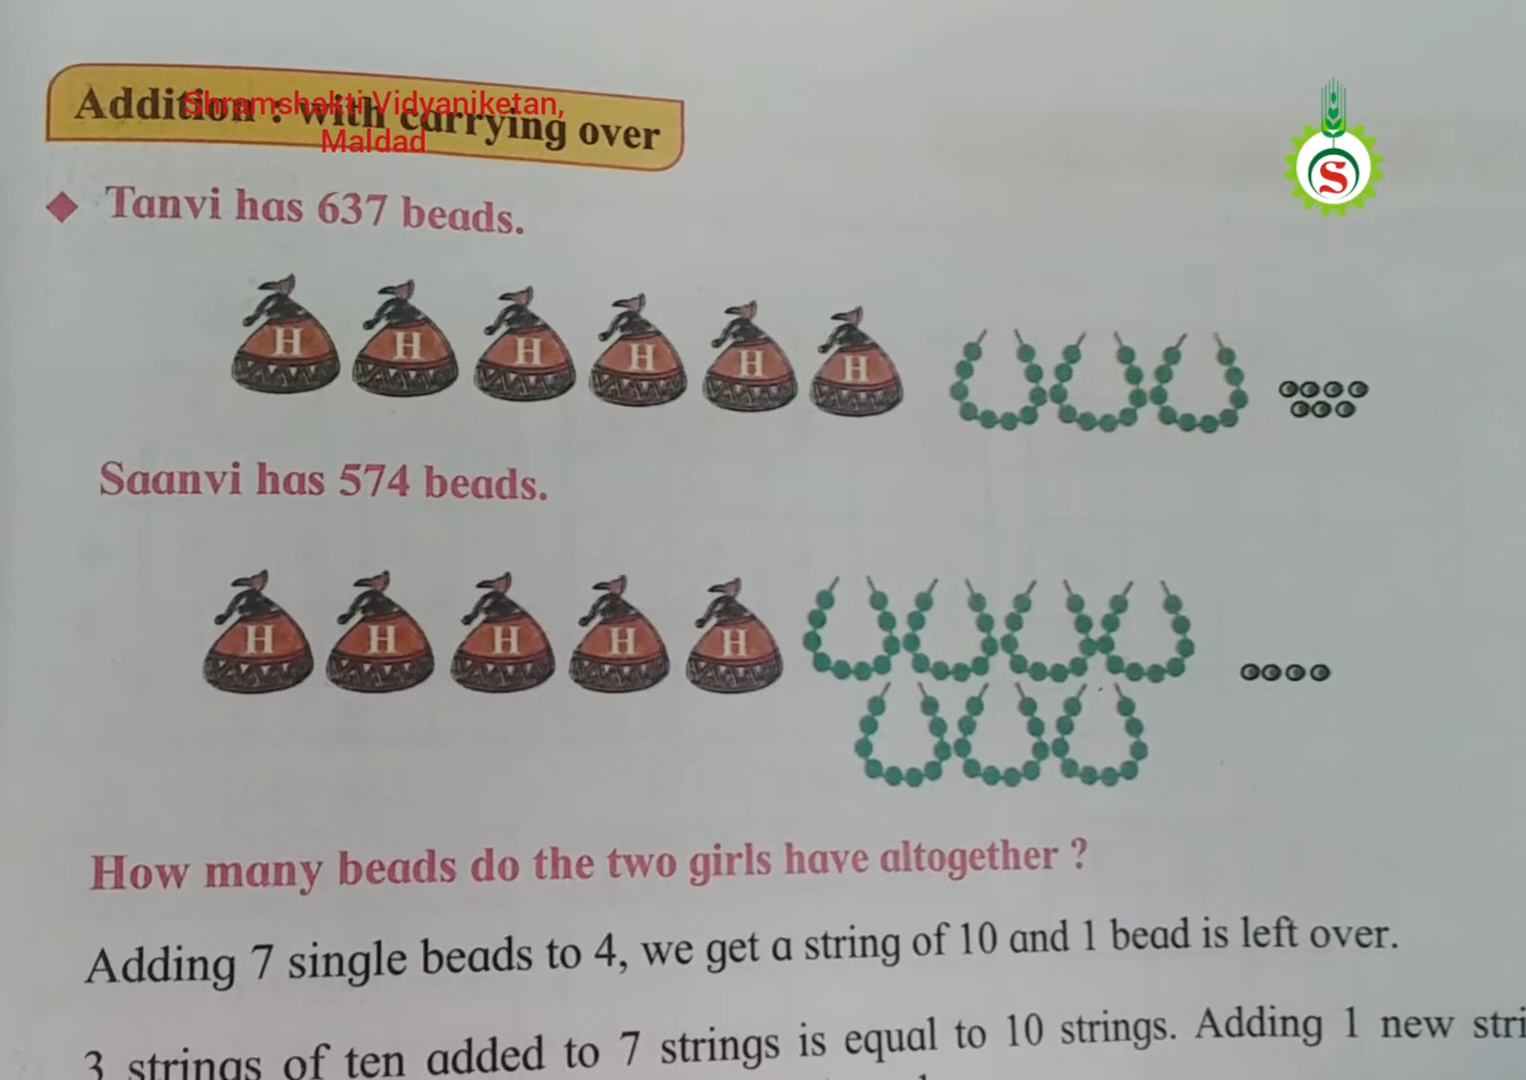 Addition : with carrying over
Shramshakti Vidyaniketan,
Maldad
S
Tanvi has 637 beads.
H H H H H H
Saanvi has 574 beads.
H H H H H
How many beads do the two girls have altogether ?
Adding 7 single beads to 4, we get a string of 10 and 1 bead is left over.
3 strings of ten added to 7 strings is equal to 10 strings. Adding 1 new stri